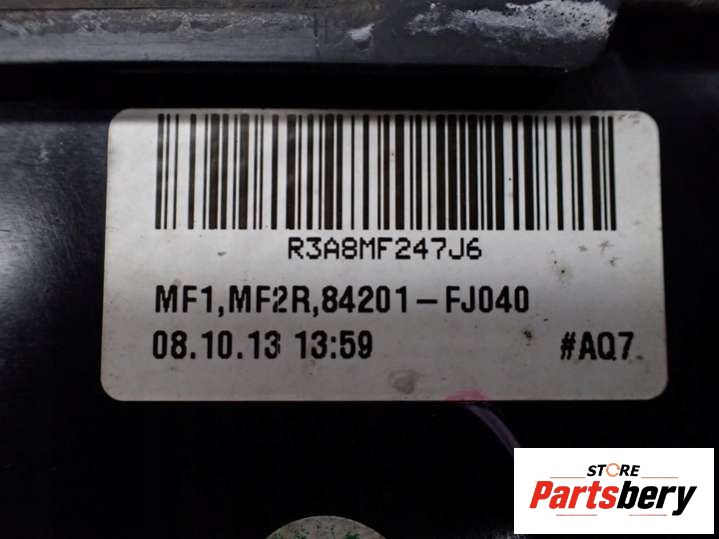 R3A8MF247J6
MF1,MF2R,84201-FJ040
08.10.13 13:59 #AQ7
STORE
Partsbery